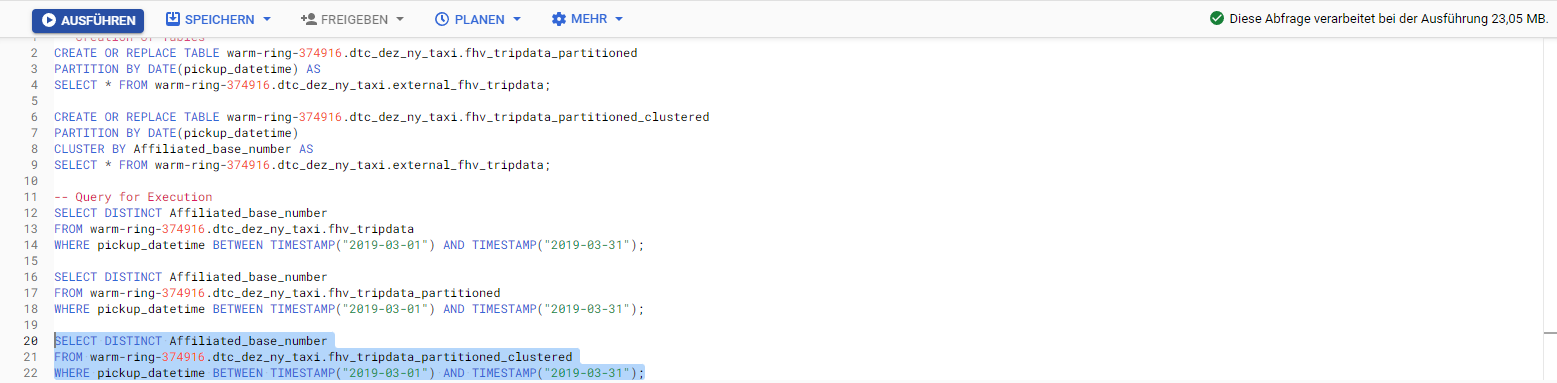 AUSFÜHREN SPEICHERN FREIGEBEN PLANEN MEHR Diese Abfrage verarbeitet bei der Ausführung 23,05 MB.
1 -- Creation of Tables
2 CREATE OR REPLACE TABLE warm-ring-374916.dtc_dez_ny_taxi.fhv_tripdata_partitioned
3 PARTITION BY DATE(pickup_datetime) AS
4 SELECT * FROM warm-ring-374916.dtc_dez_ny_taxi.external_fhv_tripdata;
5
6 CREATE OR REPLACE TABLE warm-ring-374916.dtc_dez_ny_taxi.fhv_tripdata_partitioned_clustered
7 PARTITION BY DATE(pickup_datetime)
8 CLUSTER BY Affiliated_base_number AS
9 SELECT * FROM warm-ring-374916.dtc_dez_ny_taxi.external_fhv_tripdata;
10
11 -- Query for Execution
12 SELECT DISTINCT Affiliated_base_number
13 FROM warm-ring-374916.dtc_dez_ny_taxi.fhv_tripdata
14 WHERE pickup_datetime BETWEEN TIMESTAMP("2019-03-01") AND TIMESTAMP("2019-03-31");
15
16 SELECT DISTINCT Affiliated_base_number
17 FROM warm-ring-374916.dtc_dez_ny_taxi.fhv_tripdata_partitioned
18 WHERE pickup_datetime BETWEEN TIMESTAMP("2019-03-01") AND TIMESTAMP("2019-03-31");
19
20 SELECT DISTINCT Affiliated_base_number
21 FROM warm-ring-374916.dtc_dez_ny_taxi.fhv_tripdata_partitioned_clustered
22 WHERE pickup_datetime BETWEEN TIMESTAMP("2019-03-01") AND TIMESTAMP("2019-03-31");